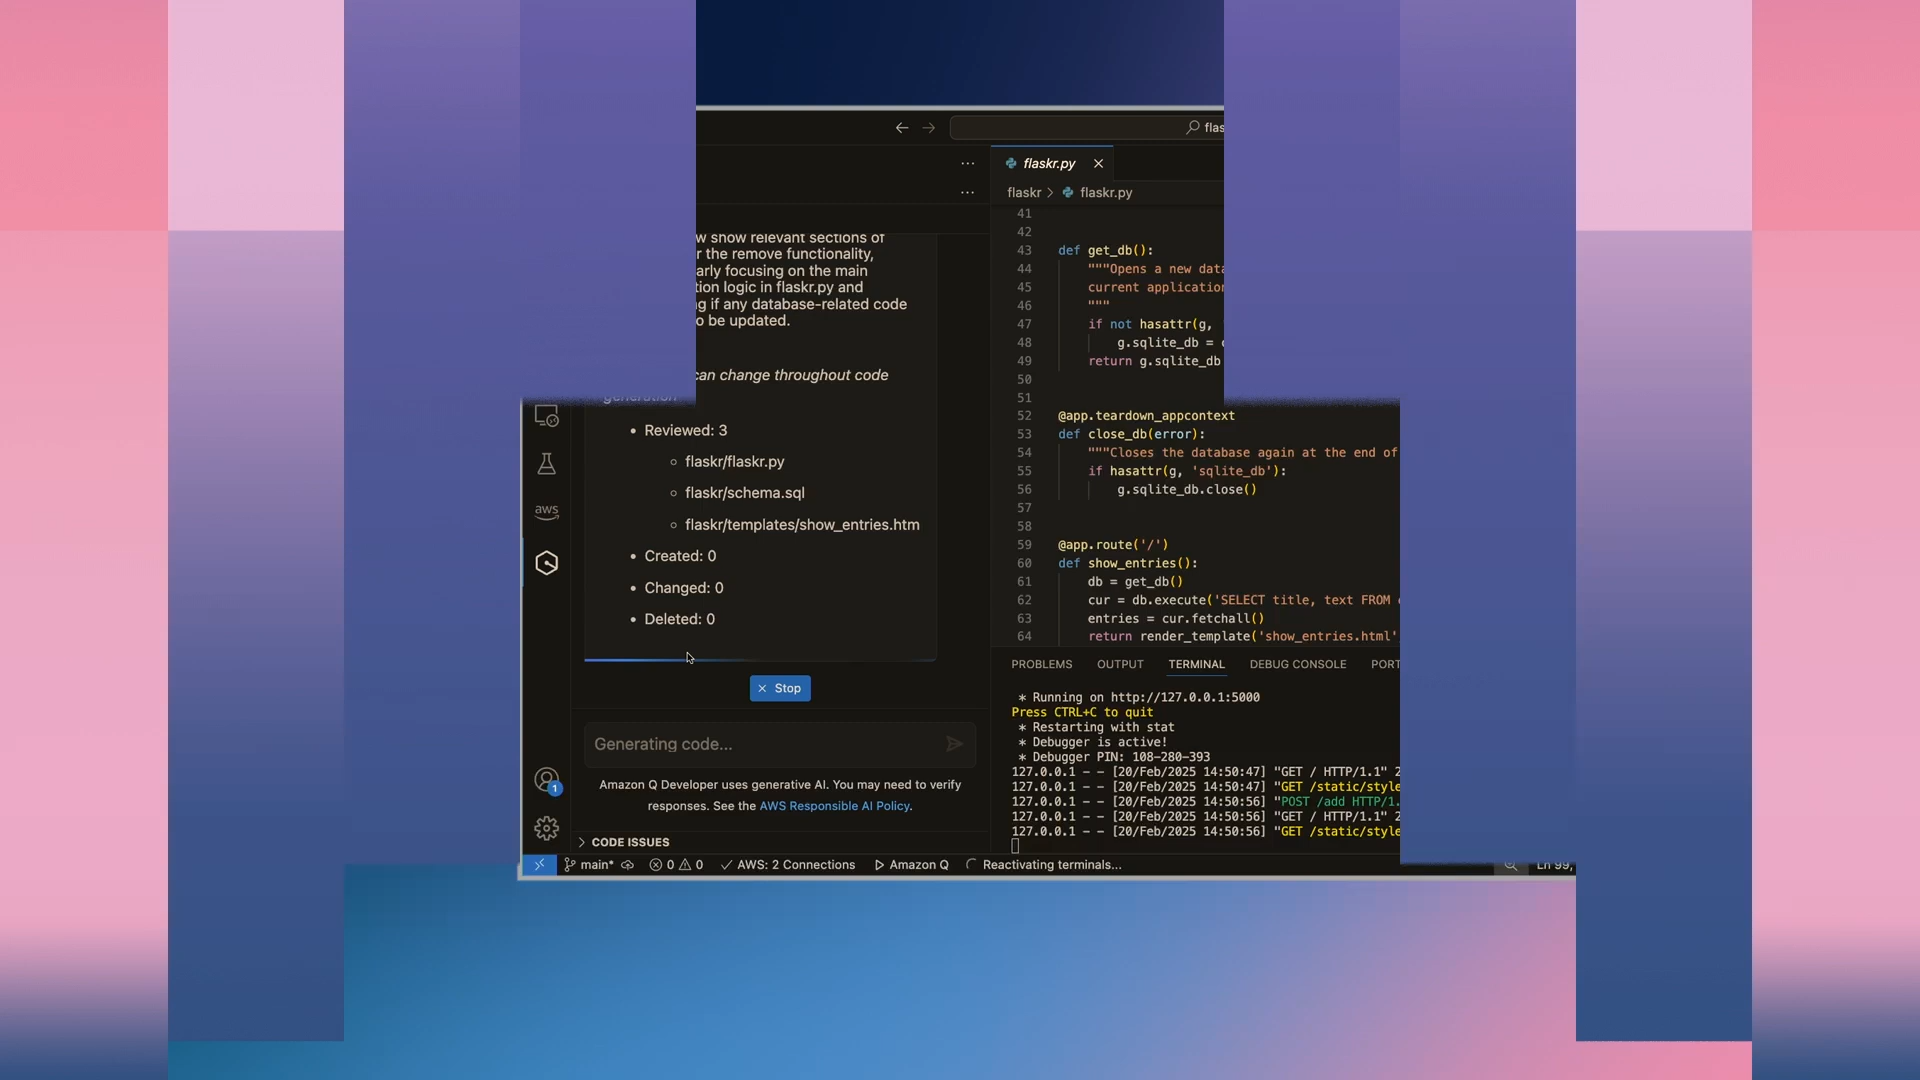 flas
flaskr.py
flaskr > flaskr.py
show relevant sections of
the remove functionality,
focusing on the main
logic in flaskr.py and
if any database-related code
be updated.
can change throughout code
generation
Reviewed: 3
flaskr/flaskr.py
flaskr/schema.sql
flaskr/templates/show_entries.htm
Created: 0
Changed: 0
Deleted: 0
Stop
Generating code...
Amazon Q Developer uses generative AI. You may need to verify
responses. See the AWS Responsible AI Policy.
CODE ISSUES
aws
1
41
42
43 def get_db():
44 """Opens a new data
45 current application
46 """
47 if not hasattr(g,
48 g.sqlite_db =
49 return g.sqlite_db
50
51
52 @app.teardown_appcontext
53 def close_db(error):
54 """Closes the database again at the end of
55 if hasattr(g, 'sqlite_db'):
56 g.sqlite_db.close()
57
58
59 @app.route('/')
60 def show_entries():
61 db = get_db()
62 cur = db.execute('SELECT title, text FROM
63 entries = cur.fetchall()
64 return render_template('show_entries.html'
PROBLEMS OUTPUT TERMINAL DEBUG CONSOLE PORT
* Running on http://127.0.0.1:5000
Press CTRL+C to quit
* Restarting with stat
* Debugger is active!
* Debugger PIN: 108-280-393
127.0.0.1 - - [20/Feb/2025 14:50:47] "GET / HTTP/1.1" 2
127.0.0.1 - - [20/Feb/2025 14:50:47] "GET /static/style
127.0.0.1 - - [20/Feb/2025 14:50:56] "POST /add HTTP/1.
127.0.0.1 - - [20/Feb/2025 14:50:56] "GET / HTTP/1.1" 2
127.0.0.1 - - [20/Feb/2025 14:50:56] "GET /static/style
main* 0 0 AWS: 2 Connections Amazon Q Reactivating terminals... Ln 99,